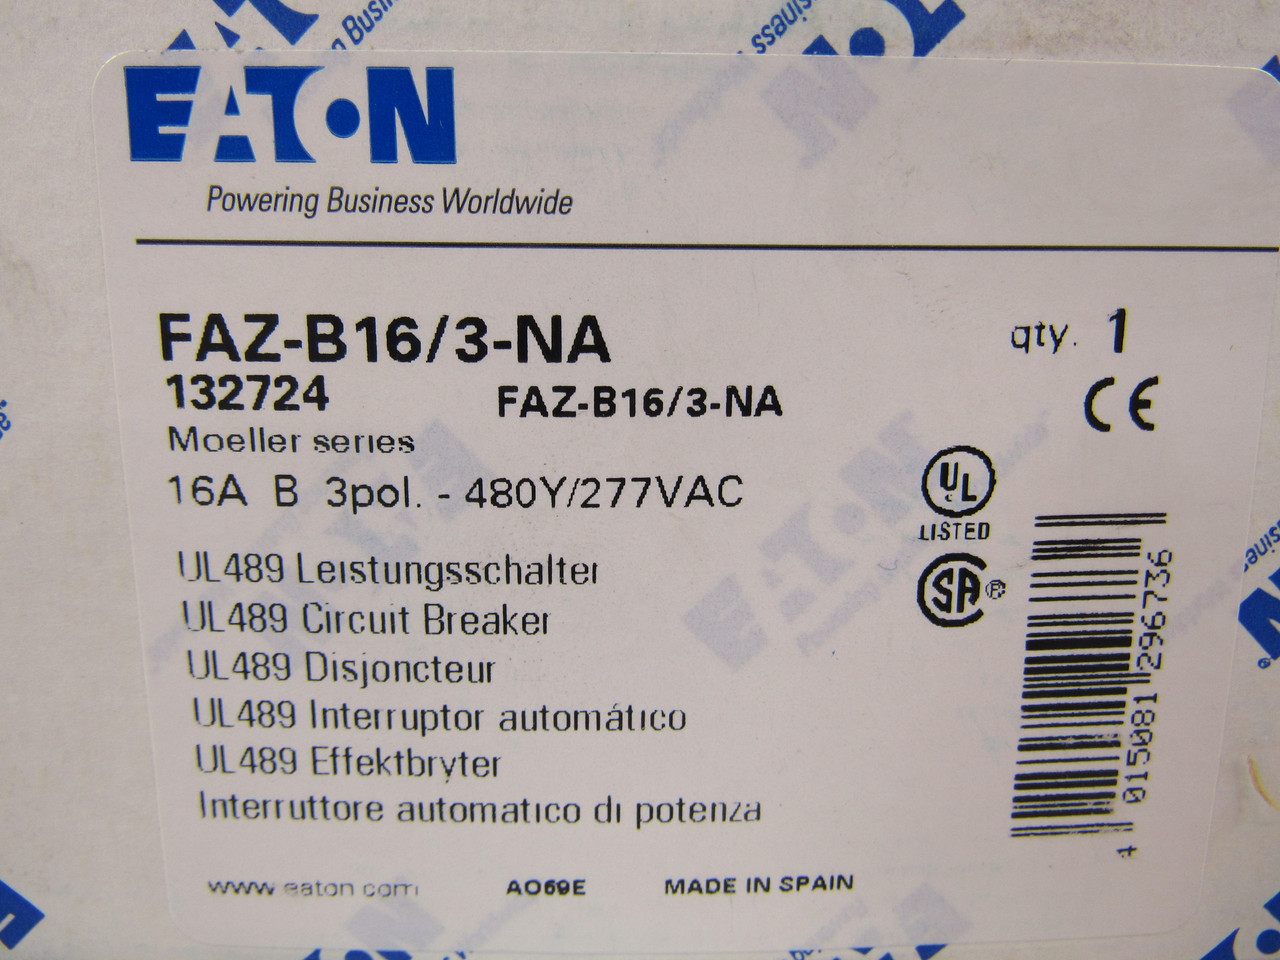 EATON
Powering Business Worldwide
FAZ-B16/3-NA
qty. 1
132724 FAZ-B16/3-NA
CE
Moeller series
16A B 3pol. - 480Y/277VAC
UL
LISTED
UL489 Leistungsschalter
SA®
UL489 Circuit Breaker
UL489 Disjoncteur
UL489 Interruptor automático
UL489 Effektbryter
Interruttore automatico di potenza
4 015081 296736
www.eaton.com AO69E MADE IN SPAIN